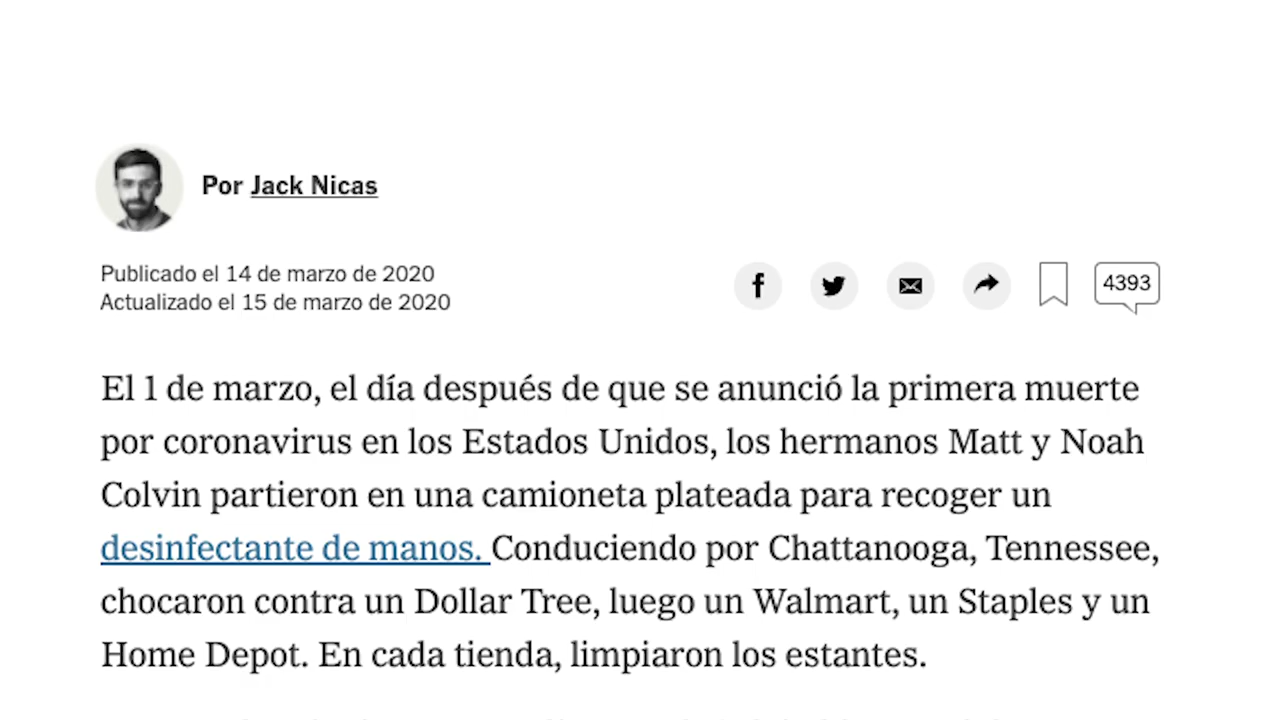 Por Jack Nicas
Publicado el 14 de marzo de 2020
Actualizado el 15 de marzo de 2020
4393
El 1 de marzo, el día después de que se anunció la primera muerte
por coronavirus en los Estados Unidos, los hermanos Matt y Noah
Colvin partieron en una camioneta plateada para recoger un
desinfectante de manos. Conduciendo por Chattanooga, Tennessee,
chocaron contra un Dollar Tree, luego un Walmart, un Staples y un
Home Depot. En cada tienda, limpiaron los estantes.